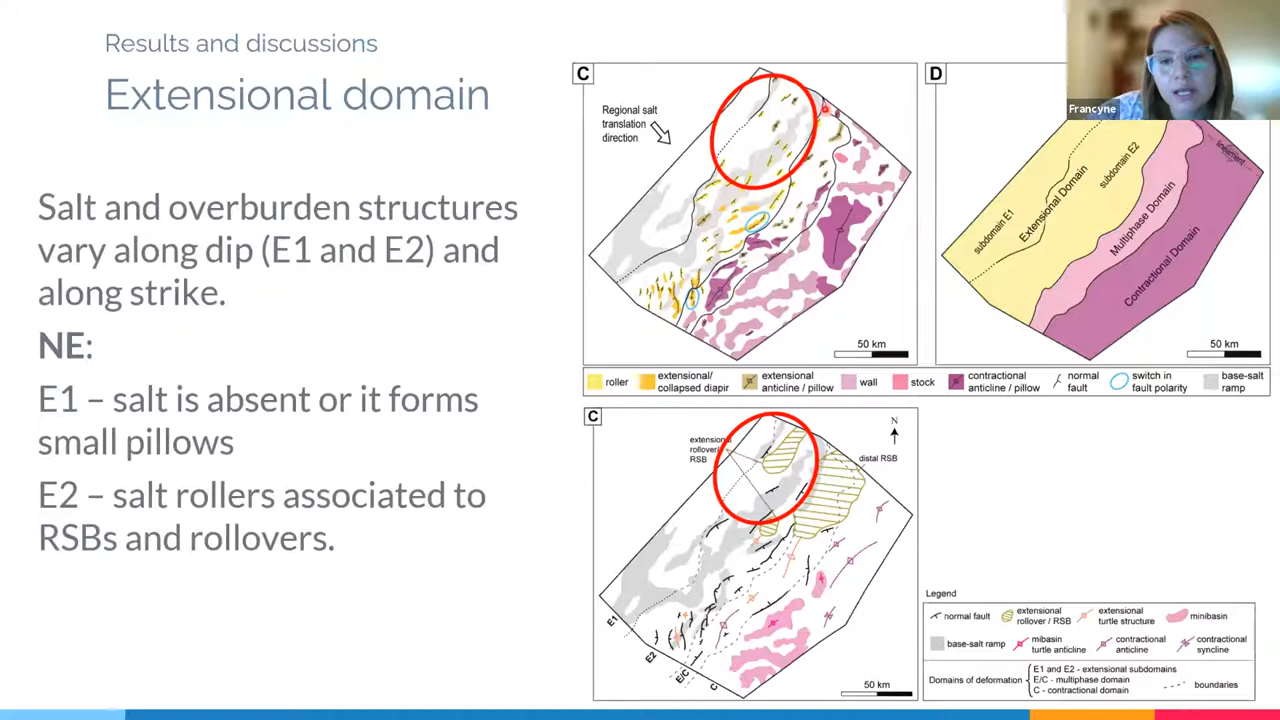 Results and discussions
Extensional domain
Salt and overburden structures
vary along dip (E1 and E2) and
along strike.
NE:
E1 – salt is absent or it forms
small pillows
E2 – salt rollers associated to
RSBs and rollovers.
Francyne
C
Regional salt
translation
direction
50 km
D
lineament
subdomain E1
Extensional Domain
subdomain E2
Multiphase Domain
Contractional Domain
50 km
roller
extensional/
collapsed diapir
extensional
anticline / pillow
wall
stock
contractional
anticline / pillow
normal
fault
switch in
fault polarity
base-salt
ramp
C
extensional
rollover/
RSB
N
distal RSB
E1
E2
E/C
C
50 km
Legend
normal fault
extensional
rollover / RSB
extensional
turtle structure
minibasin
base-salt ramp
mibasin
turtle anticline
contractional
anticline
contractional
syncline
Domains of deformation
E1 and E2 - extensional subdomains
E/C - multiphase domain
C - contractional domain
boundaries